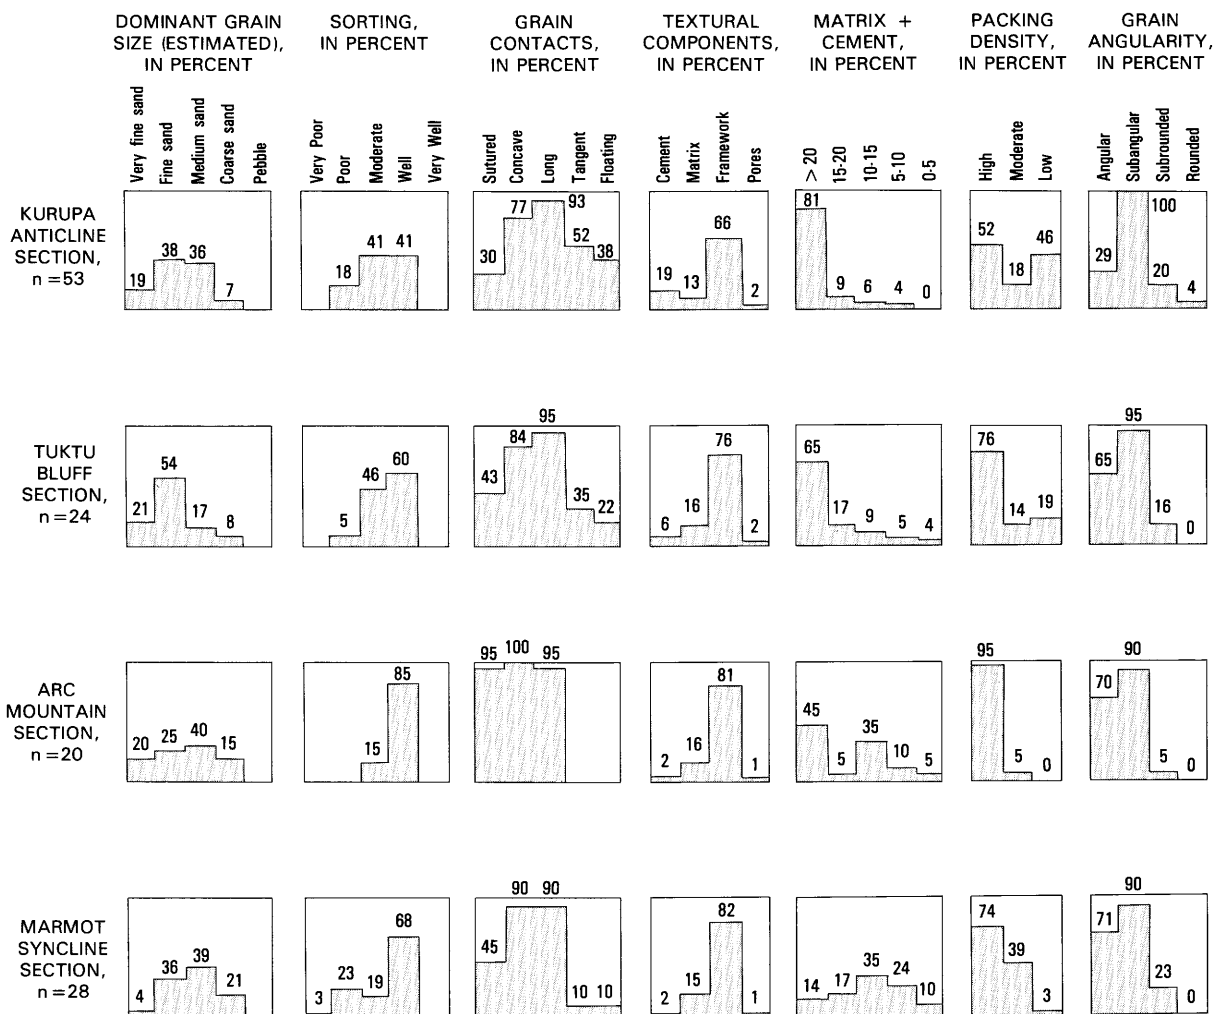 DOMINANT GRAIN
SIZE (ESTIMATED),
IN PERCENT
SORTING,
IN PERCENT
GRAIN
CONTACTS,
IN PERCENT
TEXTURAL
COMPONENTS,
IN PERCENT
MATRIX +
CEMENT,
IN PERCENT
PACKING
DENSITY,
IN PERCENT
GRAIN
ANGULARITY,
IN PERCENT
Very fine sand
Fine sand
Medium sand
Coarse sand
Pebble
Very Poor
Poor
Moderate
Well
Very Well
Sutured
Concave
Long
Tangent
Floating
Cement
Matrix
Framework
Pores
> 20
15-20
10-15
5-10
0-5
High
Moderate
Low
Angular
Subangular
Subrounded
Rounded
KURUPA
ANTICLINE
SECTION,
n =53
19 38 36 7
18 41 41
30 77 93 52 38
19 13 66 2
81 9 6 4 0
52 18 46
29 100 20 4
TUKTU
BLUFF
SECTION,
n =24
21 54 17 8
5 46 60
43 84 95 35 22
6 16 76 2
65 17 9 5 4
76 14 19
65 95 16 0
ARC
MOUNTAIN
SECTION,
n =20
20 25 40 15
15 85
95 100 95
2 16 81 1
45 5 35 10 5
95 5 0
70 90 5 0
MARMOT
SYNCLINE
SECTION,
n =28
4 36 39 21
3 23 19 68
45 90 90 10 10
2 15 82 1
14 17 35 24 10
74 39 3
71 90 23 0